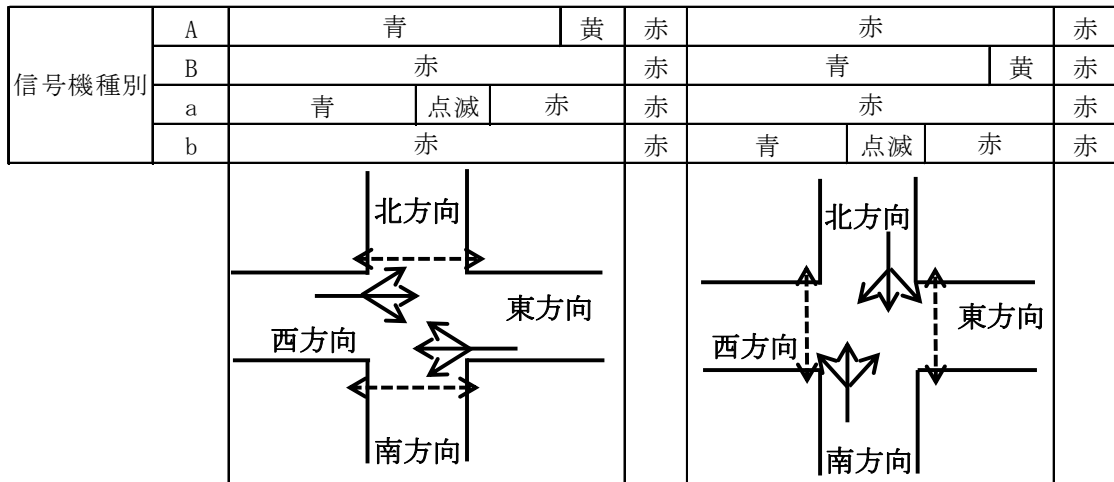 信号機種別
A 青 黄 赤 赤 赤
B 赤 赤 青 黄 赤
a 青 点滅 赤 赤 赤 赤
b 赤 赤 青 点滅 赤 赤
北方向
東方向
西方向
南方向
北方向
東方向
西方向
南方向